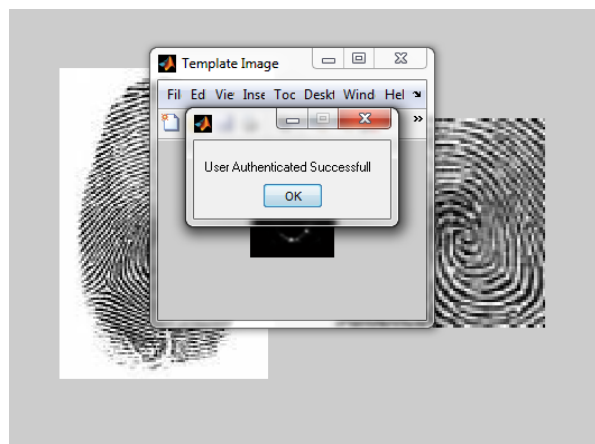 Template Image
Fil Ed Vie Inse Toc Deskt Wind Hel
User Authenticated Successfull
OK